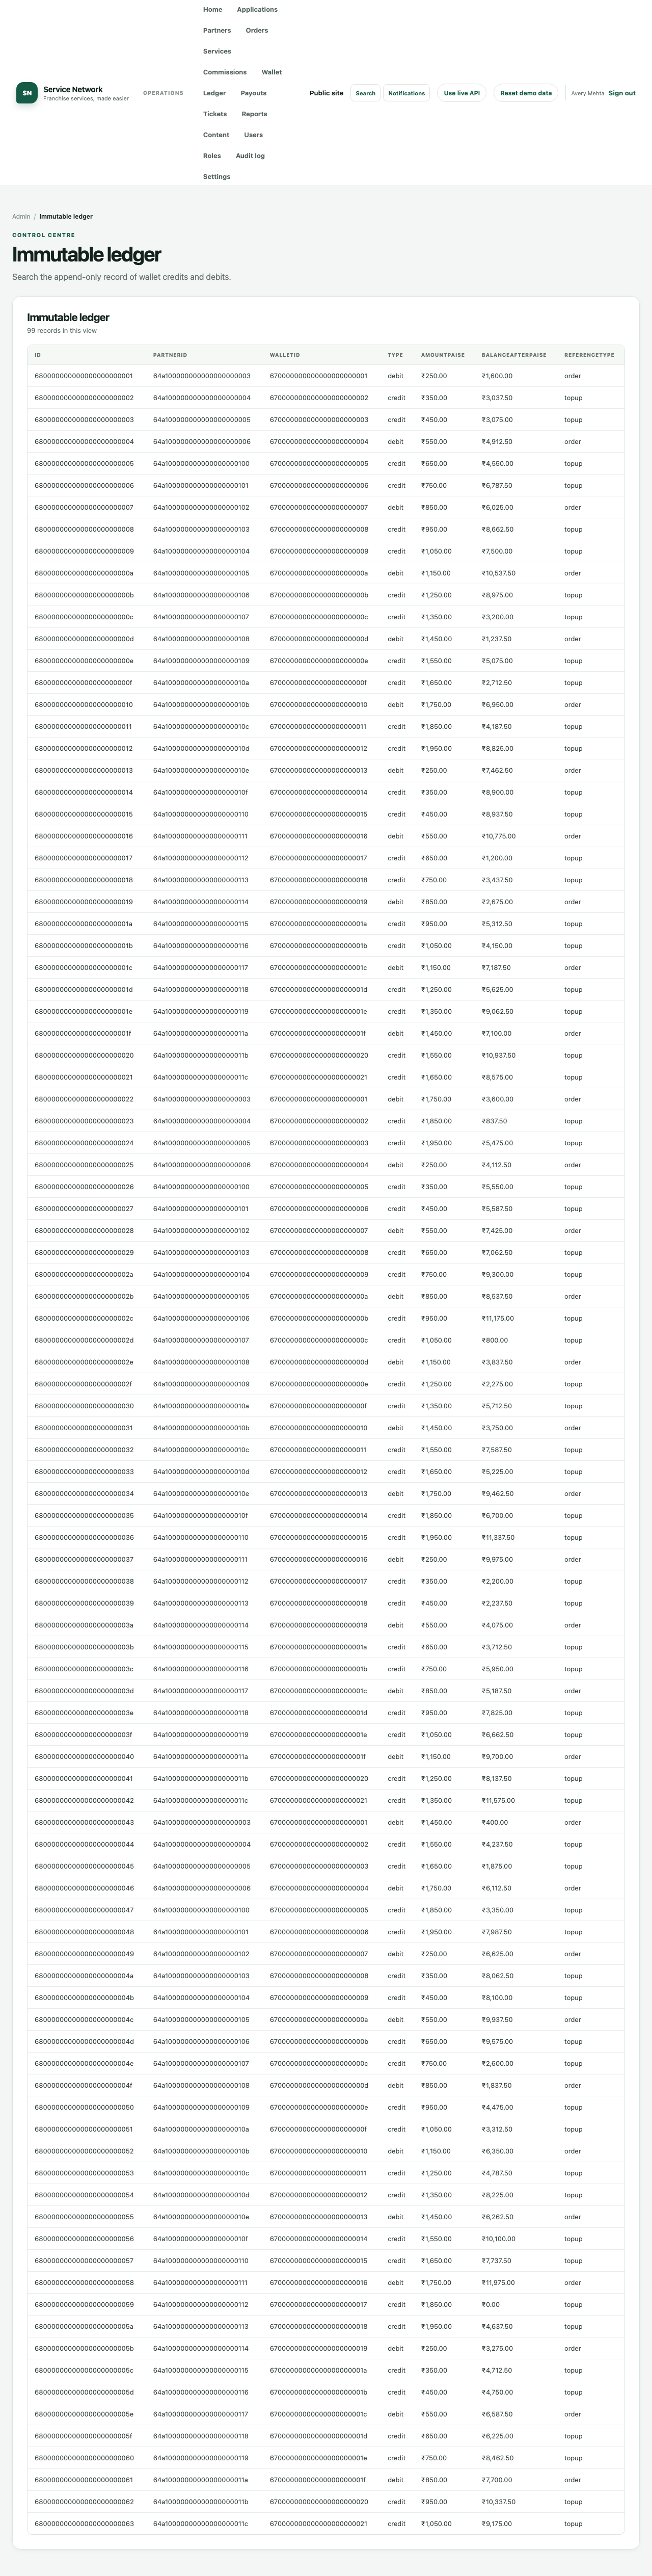 Home Applications
Partners Orders
Services
Commissions Wallet
SN Service Network
Franchise services, made easier
OPERATIONS
Ledger Payouts
Public site Search Notifications Use live API Reset demo data Avery Mehta Sign out
Tickets Reports
Content Users
Roles Audit log
Settings
Admin / Immutable ledger
CONTROL CENTRE
Immutable ledger
Search the append-only record of wallet credits and debits.
Immutable ledger
99 records in this view
ID PARTNERID WALLETID TYPE AMOUNTPAISE BALANCEAFTERPAISE REFERENCETYPE
680000000000000000000001 64a100000000000000000003 670000000000000000000001 debit ₹250.00 ₹1,600.00 order
680000000000000000000002 64a100000000000000000004 670000000000000000000002 credit ₹350.00 ₹3,037.50 topup
680000000000000000000003 64a100000000000000000005 670000000000000000000003 credit ₹450.00 ₹3,075.00 topup
680000000000000000000004 64a100000000000000000006 670000000000000000000004 debit ₹550.00 ₹4,912.50 order
680000000000000000000005 64a100000000000000000100 670000000000000000000005 credit ₹650.00 ₹4,550.00 topup
680000000000000000000006 64a100000000000000000101 670000000000000000000006 credit ₹750.00 ₹6,787.50 topup
680000000000000000000007 64a100000000000000000102 670000000000000000000007 debit ₹850.00 ₹6,025.00 order
680000000000000000000008 64a100000000000000000103 670000000000000000000008 credit ₹950.00 ₹8,662.50 topup
680000000000000000000009 64a100000000000000000104 670000000000000000000009 credit ₹1,050.00 ₹7,500.00 topup
68000000000000000000000a 64a100000000000000000105 67000000000000000000000a debit ₹1,150.00 ₹10,537.50 order
68000000000000000000000b 64a100000000000000000106 67000000000000000000000b credit ₹1,250.00 ₹8,975.00 topup
68000000000000000000000c 64a100000000000000000107 67000000000000000000000c credit ₹1,350.00 ₹3,200.00 topup
68000000000000000000000d 64a100000000000000000108 67000000000000000000000d debit ₹1,450.00 ₹1,237.50 order
68000000000000000000000e 64a100000000000000000109 67000000000000000000000e credit ₹1,550.00 ₹5,075.00 topup
68000000000000000000000f 64a10000000000000000010a 67000000000000000000000f credit ₹1,650.00 ₹2,712.50 topup
680000000000000000000010 64a10000000000000000010b 670000000000000000000010 debit ₹1,750.00 ₹6,950.00 order
680000000000000000000011 64a10000000000000000010c 670000000000000000000011 credit ₹1,850.00 ₹4,187.50 topup
680000000000000000000012 64a10000000000000000010d 670000000000000000000012 credit ₹1,950.00 ₹8,825.00 topup
680000000000000000000013 64a10000000000000000010e 670000000000000000000013 debit ₹250.00 ₹7,462.50 order
680000000000000000000014 64a10000000000000000010f 670000000000000000000014 credit ₹350.00 ₹8,900.00 topup
680000000000000000000015 64a100000000000000000110 670000000000000000000015 credit ₹450.00 ₹8,937.50 topup
680000000000000000000016 64a100000000000000000111 670000000000000000000016 debit ₹550.00 ₹10,775.00 order
680000000000000000000017 64a100000000000000000112 670000000000000000000017 credit ₹650.00 ₹1,200.00 topup
680000000000000000000018 64a100000000000000000113 670000000000000000000018 credit ₹750.00 ₹3,437.50 topup
680000000000000000000019 64a100000000000000000114 670000000000000000000019 debit ₹850.00 ₹2,675.00 order
68000000000000000000001a 64a100000000000000000115 67000000000000000000001a credit ₹950.00 ₹5,312.50 topup
68000000000000000000001b 64a100000000000000000116 67000000000000000000001b credit ₹1,050.00 ₹4,150.00 topup
68000000000000000000001c 64a100000000000000000117 67000000000000000000001c debit ₹1,150.00 ₹7,187.50 order
68000000000000000000001d 64a100000000000000000118 67000000000000000000001d credit ₹1,250.00 ₹5,625.00 topup
68000000000000000000001e 64a100000000000000000119 67000000000000000000001e credit ₹1,350.00 ₹9,062.50 topup
68000000000000000000001f 64a10000000000000000011a 67000000000000000000001f debit ₹1,450.00 ₹7,100.00 order
680000000000000000000020 64a10000000000000000011b 670000000000000000000020 credit ₹1,550.00 ₹10,937.50 topup
680000000000000000000021 64a10000000000000000011c 670000000000000000000021 credit ₹1,650.00 ₹8,575.00 topup
680000000000000000000022 64a100000000000000000003 670000000000000000000001 debit ₹1,750.00 ₹3,600.00 order
680000000000000000000023 64a100000000000000000004 670000000000000000000002 credit ₹1,850.00 ₹837.50 topup
680000000000000000000024 64a100000000000000000005 670000000000000000000003 credit ₹1,950.00 ₹5,475.00 topup
680000000000000000000025 64a100000000000000000006 670000000000000000000004 debit ₹250.00 ₹4,112.50 order
680000000000000000000026 64a100000000000000000100 670000000000000000000005 credit ₹350.00 ₹5,550.00 topup
680000000000000000000027 64a100000000000000000101 670000000000000000000006 credit ₹450.00 ₹5,587.50 topup
680000000000000000000028 64a100000000000000000102 670000000000000000000007 debit ₹550.00 ₹7,425.00 order
680000000000000000000029 64a100000000000000000103 670000000000000000000008 credit ₹650.00 ₹7,062.50 topup
68000000000000000000002a 64a100000000000000000104 670000000000000000000009 credit ₹750.00 ₹9,300.00 topup
68000000000000000000002b 64a100000000000000000105 67000000000000000000000a debit ₹850.00 ₹8,537.50 order
68000000000000000000002c 64a100000000000000000106 67000000000000000000000b credit ₹950.00 ₹11,175.00 topup
68000000000000000000002d 64a100000000000000000107 67000000000000000000000c credit ₹1,050.00 ₹800.00 topup
68000000000000000000002e 64a100000000000000000108 67000000000000000000000d debit ₹1,150.00 ₹3,837.50 order
68000000000000000000002f 64a100000000000000000109 67000000000000000000000e credit ₹1,250.00 ₹2,275.00 topup
680000000000000000000030 64a10000000000000000010a 67000000000000000000000f credit ₹1,350.00 ₹5,712.50 topup
680000000000000000000031 64a10000000000000000010b 670000000000000000000010 debit ₹1,450.00 ₹3,750.00 order
680000000000000000000032 64a10000000000000000010c 670000000000000000000011 credit ₹1,550.00 ₹7,587.50 topup
680000000000000000000033 64a10000000000000000010d 670000000000000000000012 credit ₹1,650.00 ₹5,225.00 topup
680000000000000000000034 64a10000000000000000010e 670000000000000000000013 debit ₹1,750.00 ₹9,462.50 order
680000000000000000000035 64a10000000000000000010f 670000000000000000000014 credit ₹1,850.00 ₹6,700.00 topup
680000000000000000000036 64a100000000000000000110 670000000000000000000015 credit ₹1,950.00 ₹11,337.50 topup
680000000000000000000037 64a100000000000000000111 670000000000000000000016 debit ₹250.00 ₹9,975.00 order
680000000000000000000038 64a100000000000000000112 670000000000000000000017 credit ₹350.00 ₹2,200.00 topup
680000000000000000000039 64a100000000000000000113 670000000000000000000018 credit ₹450.00 ₹2,237.50 topup
68000000000000000000003a 64a100000000000000000114 670000000000000000000019 debit ₹550.00 ₹4,075.00 order
68000000000000000000003b 64a100000000000000000115 67000000000000000000001a credit ₹650.00 ₹3,712.50 topup
68000000000000000000003c 64a100000000000000000116 67000000000000000000001b credit ₹750.00 ₹5,950.00 topup
68000000000000000000003d 64a100000000000000000117 67000000000000000000001c debit ₹850.00 ₹5,187.50 order
68000000000000000000003e 64a100000000000000000118 67000000000000000000001d credit ₹950.00 ₹7,825.00 topup
68000000000000000000003f 64a100000000000000000119 67000000000000000000001e credit ₹1,050.00 ₹6,662.50 topup
680000000000000000000040 64a10000000000000000011a 67000000000000000000001f debit ₹1,150.00 ₹9,700.00 order
680000000000000000000041 64a10000000000000000011b 670000000000000000000020 credit ₹1,250.00 ₹8,137.50 topup
680000000000000000000042 64a10000000000000000011c 670000000000000000000021 credit ₹1,350.00 ₹11,575.00 topup
680000000000000000000043 64a100000000000000000003 670000000000000000000001 debit ₹1,450.00 ₹400.00 order
680000000000000000000044 64a100000000000000000004 670000000000000000000002 credit ₹1,550.00 ₹4,237.50 topup
680000000000000000000045 64a100000000000000000005 670000000000000000000003 credit ₹1,650.00 ₹1,875.00 topup
680000000000000000000046 64a100000000000000000006 670000000000000000000004 debit ₹1,750.00 ₹6,112.50 order
680000000000000000000047 64a100000000000000000100 670000000000000000000005 credit ₹1,850.00 ₹3,350.00 topup
680000000000000000000048 64a100000000000000000101 670000000000000000000006 credit ₹1,950.00 ₹7,987.50 topup
680000000000000000000049 64a100000000000000000102 670000000000000000000007 debit ₹250.00 ₹6,625.00 order
68000000000000000000004a 64a100000000000000000103 670000000000000000000008 credit ₹350.00 ₹8,062.50 topup
68000000000000000000004b 64a100000000000000000104 670000000000000000000009 credit ₹450.00 ₹8,100.00 topup
68000000000000000000004c 64a100000000000000000105 67000000000000000000000a debit ₹550.00 ₹9,937.50 order
68000000000000000000004d 64a100000000000000000106 67000000000000000000000b credit ₹650.00 ₹9,575.00 topup
68000000000000000000004e 64a100000000000000000107 67000000000000000000000c credit ₹750.00 ₹2,600.00 topup
68000000000000000000004f 64a100000000000000000108 67000000000000000000000d debit ₹850.00 ₹1,837.50 order
680000000000000000000050 64a100000000000000000109 67000000000000000000000e credit ₹950.00 ₹4,475.00 topup
680000000000000000000051 64a10000000000000000010a 67000000000000000000000f credit ₹1,050.00 ₹3,312.50 topup
680000000000000000000052 64a10000000000000000010b 670000000000000000000010 debit ₹1,150.00 ₹6,350.00 order
680000000000000000000053 64a10000000000000000010c 670000000000000000000011 credit ₹1,250.00 ₹4,787.50 topup
680000000000000000000054 64a10000000000000000010d 670000000000000000000012 credit ₹1,350.00 ₹8,225.00 topup
680000000000000000000055 64a10000000000000000010e 670000000000000000000013 debit ₹1,450.00 ₹6,262.50 order
680000000000000000000056 64a10000000000000000010f 670000000000000000000014 credit ₹1,550.00 ₹10,100.00 topup
680000000000000000000057 64a100000000000000000110 670000000000000000000015 credit ₹1,650.00 ₹7,737.50 topup
680000000000000000000058 64a100000000000000000111 670000000000000000000016 debit ₹1,750.00 ₹11,975.00 order
680000000000000000000059 64a100000000000000000112 670000000000000000000017 credit ₹1,850.00 ₹0.00 topup
68000000000000000000005a 64a100000000000000000113 670000000000000000000018 credit ₹1,950.00 ₹4,637.50 topup
68000000000000000000005b 64a100000000000000000114 670000000000000000000019 debit ₹250.00 ₹3,275.00 order
68000000000000000000005c 64a100000000000000000115 67000000000000000000001a credit ₹350.00 ₹4,712.50 topup
68000000000000000000005d 64a100000000000000000116 67000000000000000000001b credit ₹450.00 ₹4,750.00 topup
68000000000000000000005e 64a100000000000000000117 67000000000000000000001c debit ₹550.00 ₹6,587.50 order
68000000000000000000005f 64a100000000000000000118 67000000000000000000001d credit ₹650.00 ₹6,225.00 topup
680000000000000000000060 64a100000000000000000119 67000000000000000000001e credit ₹750.00 ₹8,462.50 topup
680000000000000000000061 64a10000000000000000011a 67000000000000000000001f debit ₹850.00 ₹7,700.00 order
680000000000000000000062 64a10000000000000000011b 670000000000000000000020 credit ₹950.00 ₹10,337.50 topup
680000000000000000000063 64a10000000000000000011c 670000000000000000000021 credit ₹1,050.00 ₹9,175.00 topup